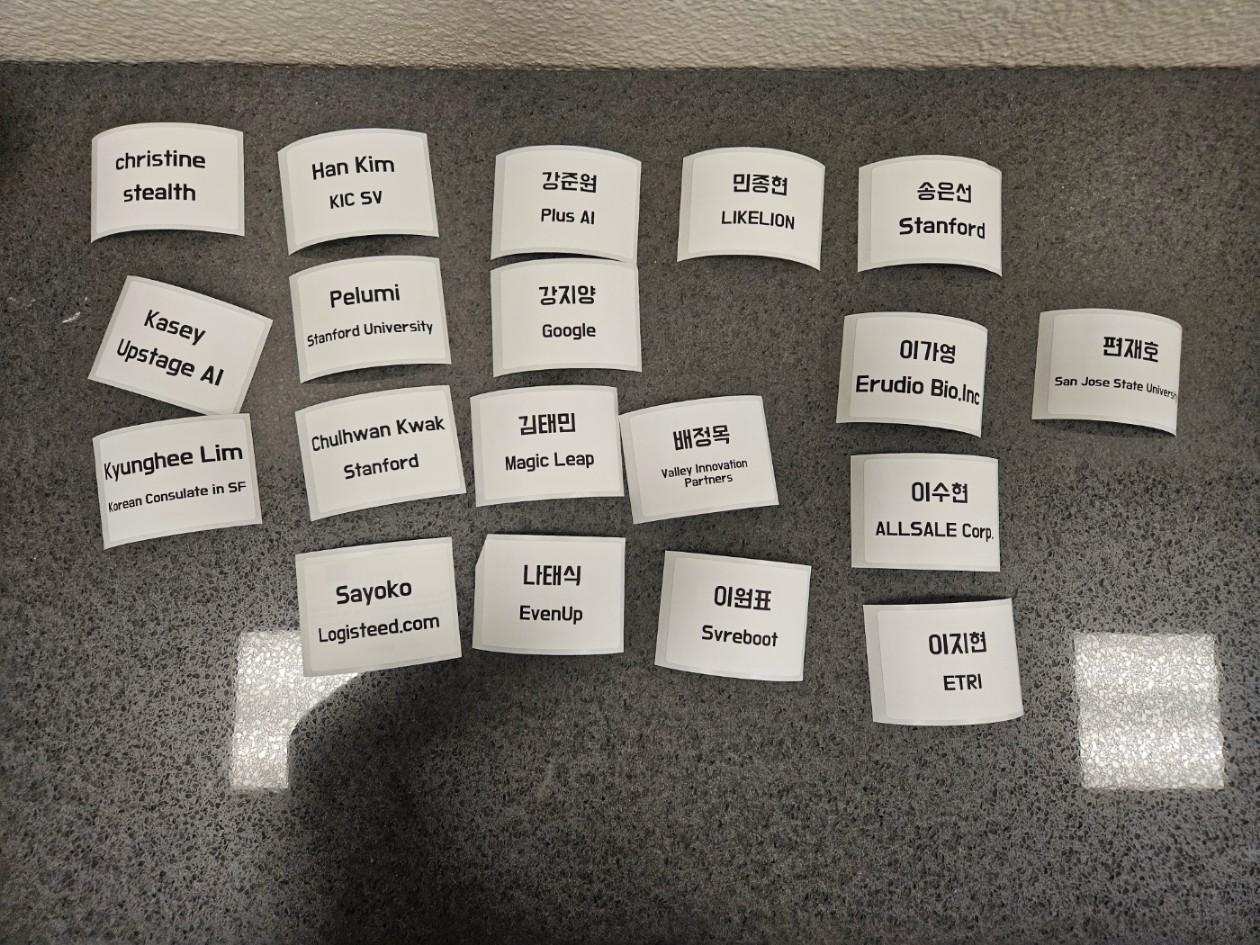 christine
stealth
Han Kim
KIC SV
강준원
Plus AI
민종현
LIKELION
송은선
Stanford
Kasey
Upstage AI
Pelumi
Stanford University
강지양
Google
이가영
Erudio Bio.Inc
편재호
San Jose State University
Kyunghee Lim
Korean Consulate in SF
Chulhwan Kwak
Stanford
김태민
Magic Leap
배정목
Valley Innovation
Partners
이수현
ALLSALE Corp.
Sayoko
Logisteed.com
나태식
EvenUp
이원표
Svreboot
이지현
ETRI